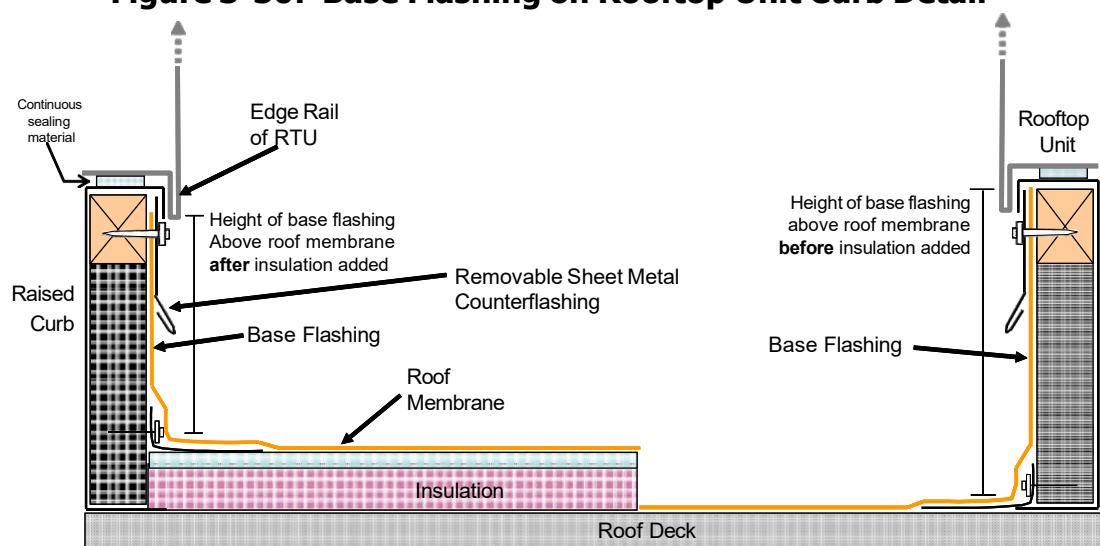 Figure Base Flashing on Rooftop Unit Curb Detail
Continuous
sealing
material
Edge Rail
of RTU
Rooftop
Unit
Height of base flashing
Above roof membrane
after insulation added
Height of base flashing
above roof membrane
before insulation added
Removable Sheet Metal
Counterflashing
Raised
Curb
Base Flashing
Base Flashing
Roof
Membrane
Insulation
Roof Deck